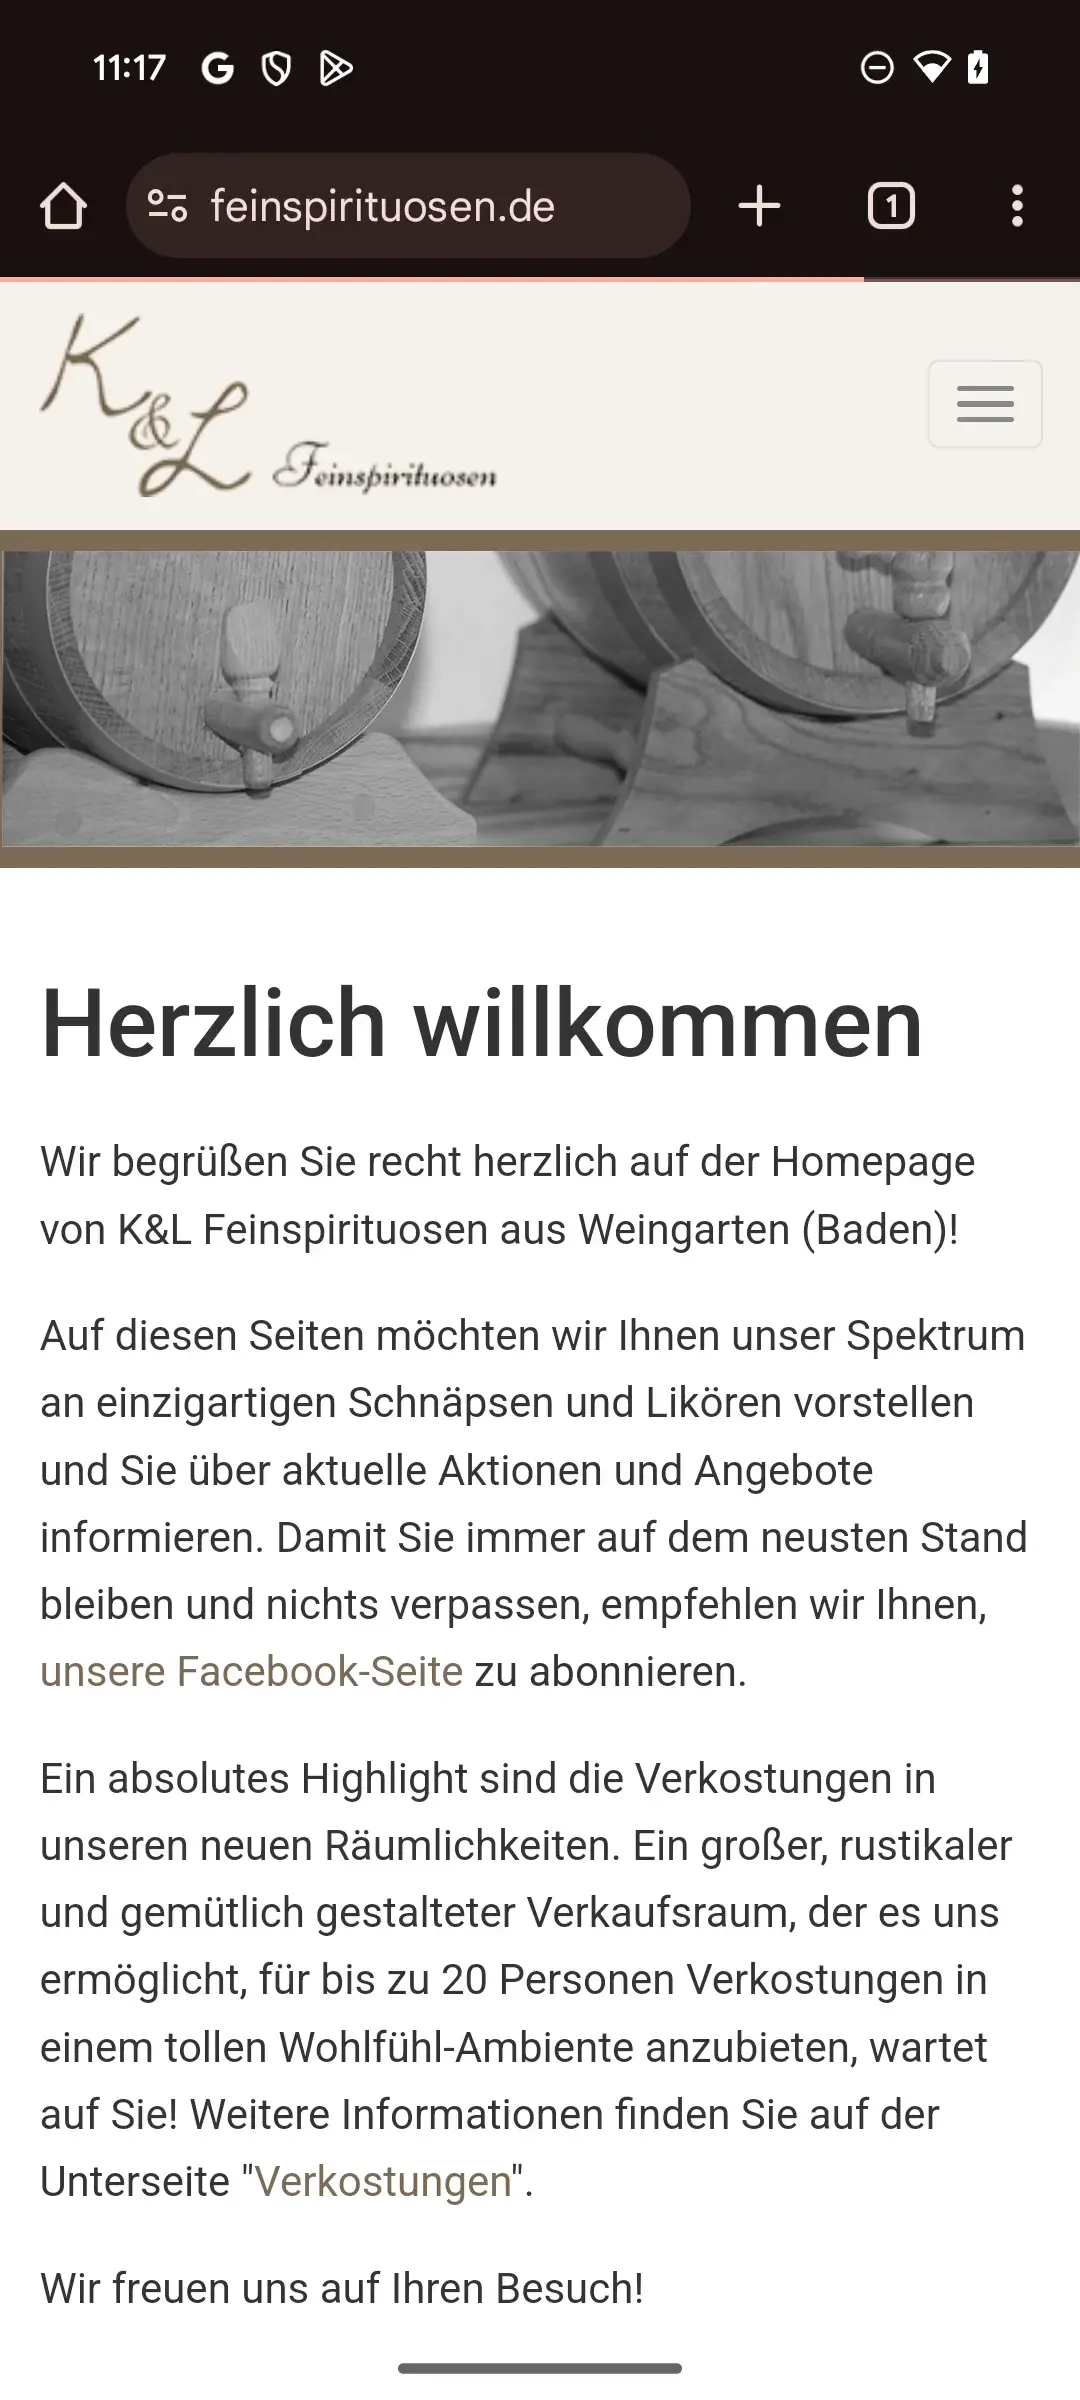 11:17
feinspirituosen.de
1
K&L Feinspirituosen
Herzlich willkommen
Wir begrüßen Sie recht herzlich auf der Homepage
von K&L Feinspirituosen aus Weingarten (Baden)!
Auf diesen Seiten möchten wir Ihnen unser Spektrum
an einzigartigen Schnäpsen und Likören vorstellen
und Sie über aktuelle Aktionen und Angebote
informieren. Damit Sie immer auf dem neusten Stand
bleiben und nichts verpassen, empfehlen wir Ihnen,
unsere Facebook-Seite zu abonnieren.
Ein absolutes Highlight sind die Verkostungen in
unseren neuen Räumlichkeiten. Ein großer, rustikaler
und gemütlich gestalteter Verkaufsraum, der es uns
ermöglicht, für bis zu 20 Personen Verkostungen in
einem tollen Wohlfühl-Ambiente anzubieten, wartet
auf Sie! Weitere Informationen finden Sie auf der
Unterseite "Verkostungen".
Wir freuen uns auf Ihren Besuch!